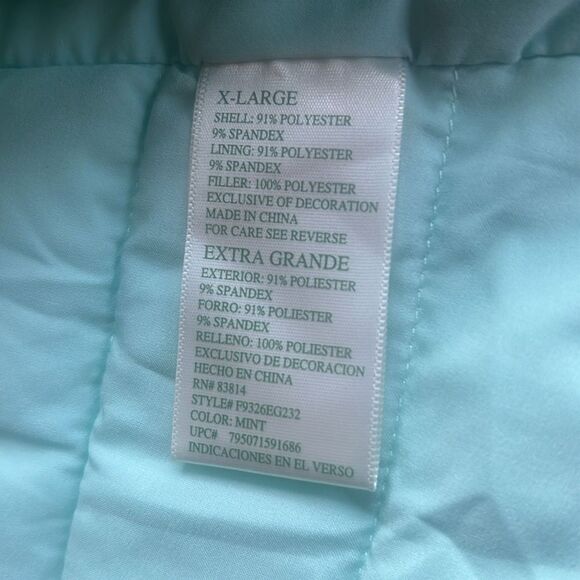 X-LARGE
SHELL: 91% POLYESTER
9% SPANDEX
LINING: 91% POLYESTER
9% SPANDEX
FILLER: 100% POLYESTER
EXCLUSIVE OF DECORATION
MADE IN CHINA
FOR CARE SEE REVERSE
EXTRA GRANDE
EXTERIOR: 91% POLIESTER
9% SPANDEX
FORRO: 91% POLIESTER
9% SPANDEX
RELLENO: 100% POLIESTER
EXCLUSIVO DE DECORACION
HECHO EN CHINA
RN# 83814
STYLE# F9326EG232
COLOR: MINT
UPC# 795071591686
INDICACIONES EN EL VERSO